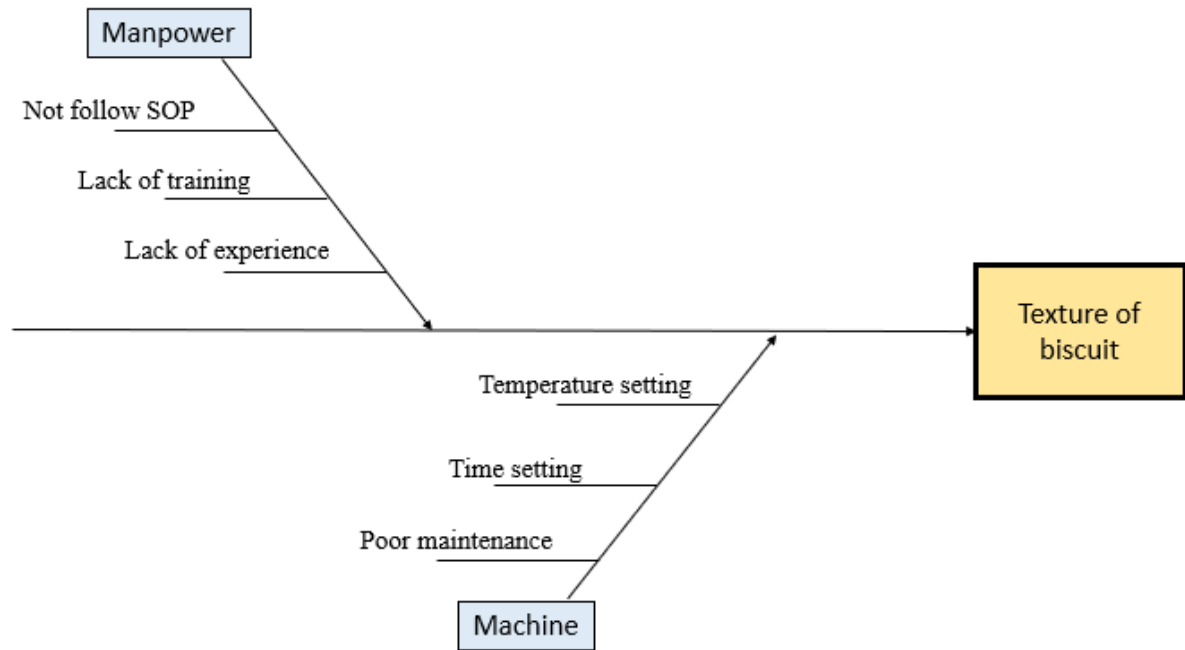 Manpower
Not follow SOP
Lack of training
Lack of experience
Texture of
biscuit
Temperature setting
Time setting
Poor maintenance
Machine